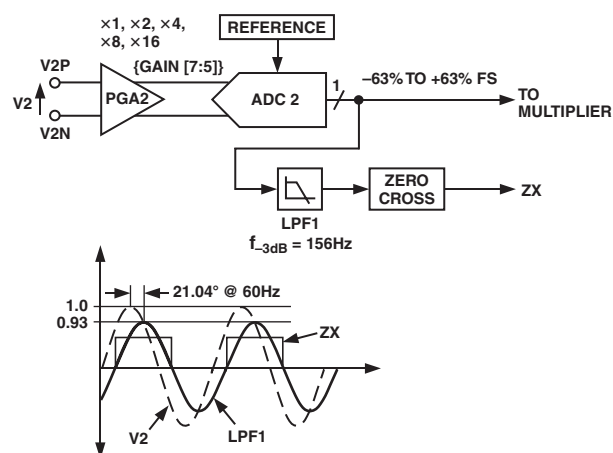 ×1, ×2, ×4,
×8, ×16
REFERENCE
V2P
{GAIN [7:5]}
V2
PGA2
ADC 2
1
–63% TO +63% FS
TO
MULTIPLIER
V2N
LPF1
f–3dB = 156Hz
ZERO
CROSS
ZX
21.04° @ 60Hz
1.0
0.93
ZX
V2
LPF1